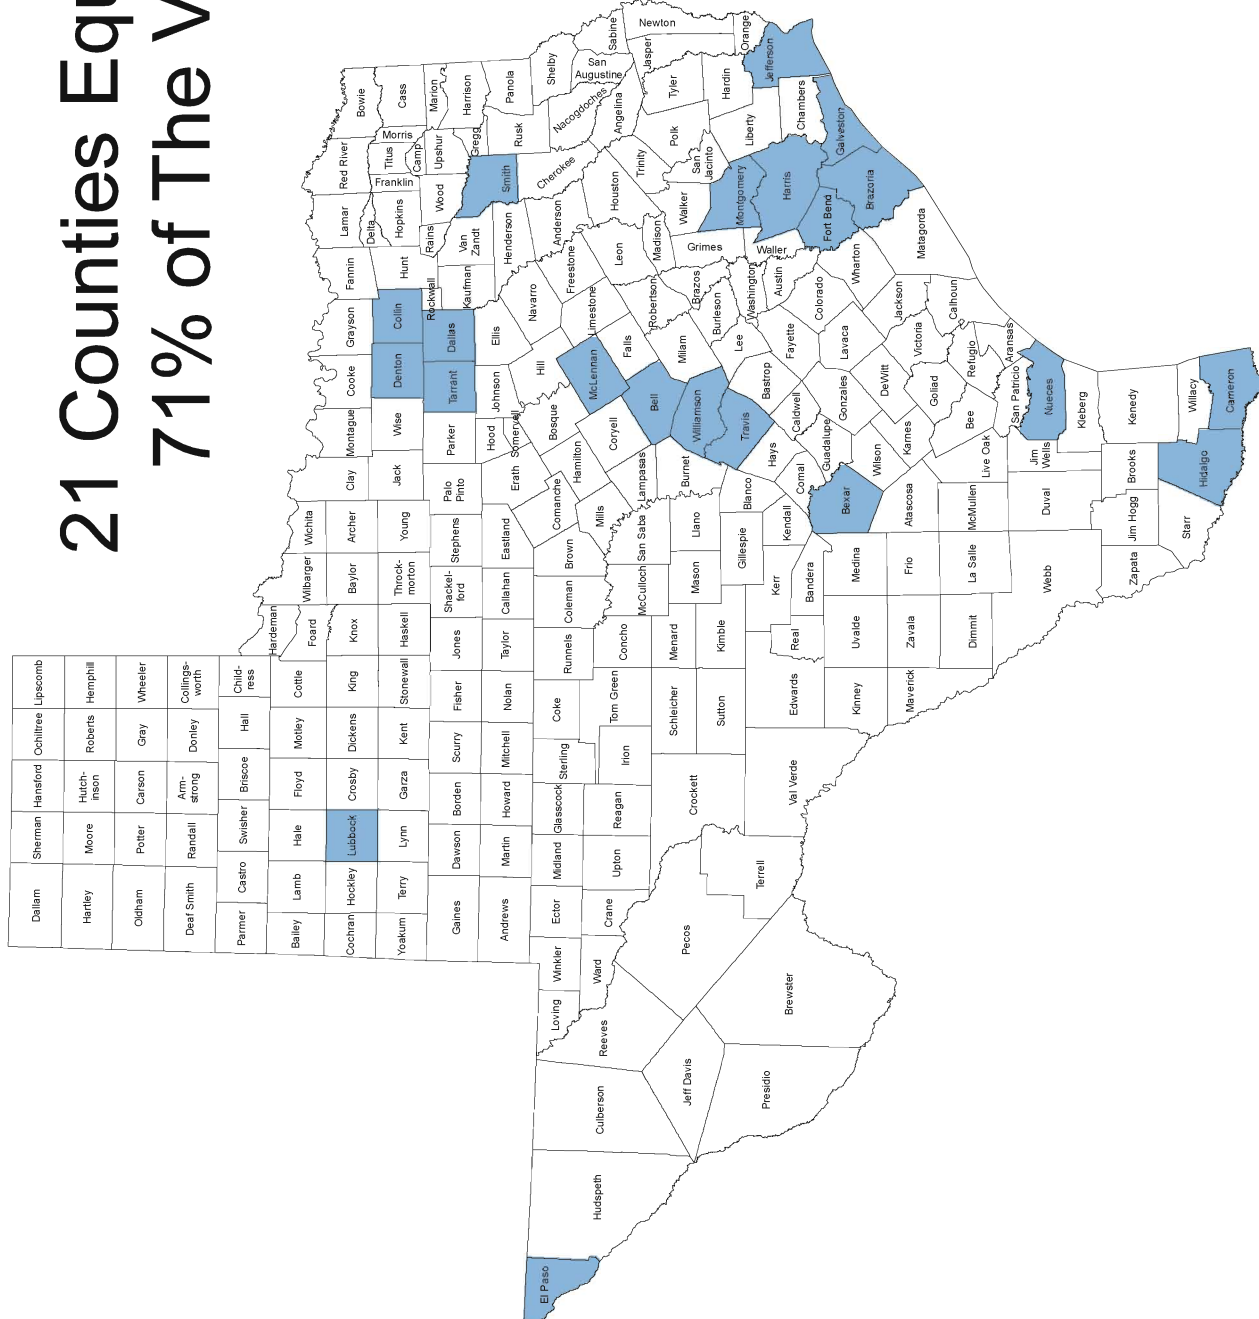 21 Counties Equ
71% of The V
Dallam
Sherman
Hansford
Ochiltree
Lipscomb
Hartley
Moore
Hutch-
inson
Roberts
Hemphill
Oldham
Potter
Carson
Gray
Wheeler
Deaf Smith
Randall
Arm-
strong
Donley
Collings-
worth
Parmer
Castro
Swisher
Briscoe
Hall
Child-
ress
Bailey
Lamb
Hale
Floyd
Motley
Cottle
Hardeman
Foard
Wilbarger
Wichita
Cochran
Hockley
Lubbock
Crosby
Dickens
King
Knox
Baylor
Archer
Clay
Montague
Cooke
Grayson
Fannin
Lamar
Red River
Bowie
Yoakum
Terry
Lynn
Garza
Kent
Stonewall
Haskell
Throck-
morton
Young
Jack
Wise
Denton
Collin
Hunt
Delta
Hopkins
Franklin
Titus
Morris
Cass
Gaines
Dawson
Borden
Scurry
Fisher
Jones
Shackel-
ford
Stephens
Palo
Pinto
Parker
Tarrant
Dallas
Rockwall
Kaufman
Rains
Van
Zandt
Wood
Camp
Upshur
Marion
Harrison
Gregg
Smith
Andrews
Martin
Howard
Mitchell
Nolan
Taylor
Callahan
Eastland
Erath
Hood
Somervell
Johnson
Ellis
Henderson
Rusk
Panola
El Paso
Hudspeth
Culberson
Loving
Winkler
Ector
Midland
Glasscock
Sterling
Coke
Runnels
Coleman
Brown
Comanche
Hamilton
Bosque
Hill
Navarro
Freestone
Anderson
Cherokee
Nacogdoches
Shelby
Reeves
Ward
Crane
Upton
Reagan
Irion
Tom Green
Concho
McCulloch
San Saba
Mills
Lampasas
Coryell
McLennan
Limestone
Falls
Leon
Houston
Angelina
San
Augustine
Sabine
Jeff Davis
Pecos
Crockett
Schleicher
Menard
Mason
Llano
Burnet
Bell
Milam
Robertson
Madison
Trinity
Polk
Tyler
Jasper
Newton
Presidio
Brewster
Terrell
Val Verde
Sutton
Kimble
Gillespie
Blanco
Williamson
Travis
Burleson
Brazos
Grimes
Walker
San
Jacinto
Liberty
Hardin
Orange
Jefferson
Edwards
Real
Kerr
Bandera
Kendall
Comal
Hays
Caldwell
Bastrop
Lee
Washington
Austin
Waller
Montgomery
Harris
Chambers
Kinney
Uvalde
Medina
Bexar
Guadalupe
Gonzales
Fayette
Lavaca
Colorado
Wharton
Fort Bend
Brazoria
Galveston
Maverick
Zavala
Frio
Atascosa
Wilson
Karnes
DeWitt
Victoria
Jackson
Matagorda
Dimmit
La Salle
McMullen
Live Oak
Bee
Goliad
Refugio
Calhoun
Aransas
Webb
Duval
Jim
Wells
San Patricio
Nueces
Kleberg
Zapata
Jim Hogg
Brooks
Kenedy
Starr
Hidalgo
Willacy
Cameron